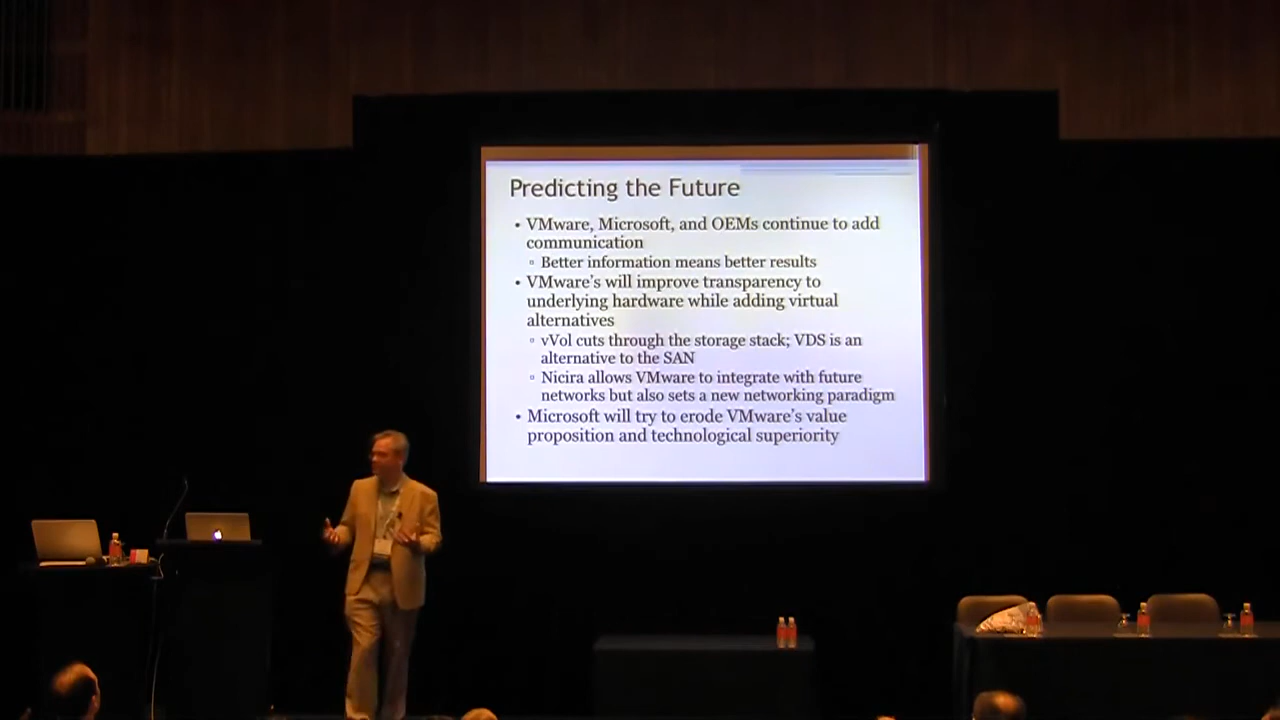 Predicting the Future
• VMware, Microsoft, and OEMs continue to add
communication
▫ Better information means better results
• VMware's will improve transparency to
underlying hardware while adding virtual
alternatives
▫ vVol cuts through the storage stack; VDS is an
alternative to the SAN
▫ Nicira allows VMware to integrate with future
networks but also sets a new networking paradigm
• Microsoft will try to erode VMware's value
proposition and technological superiority